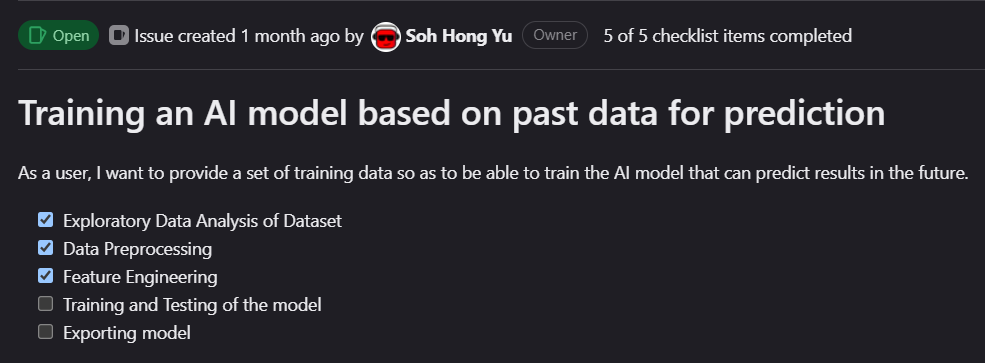 Open Issue created 1 month ago by Soh Hong Yu Owner 5 of 5 checklist items completed
Training an AI model based on past data for prediction
As a user, I want to provide a set of training data so as to be able to train the AI model that can predict results in the future.
Exploratory Data Analysis of Dataset
Data Preprocessing
Feature Engineering
Training and Testing of the model
Exporting model